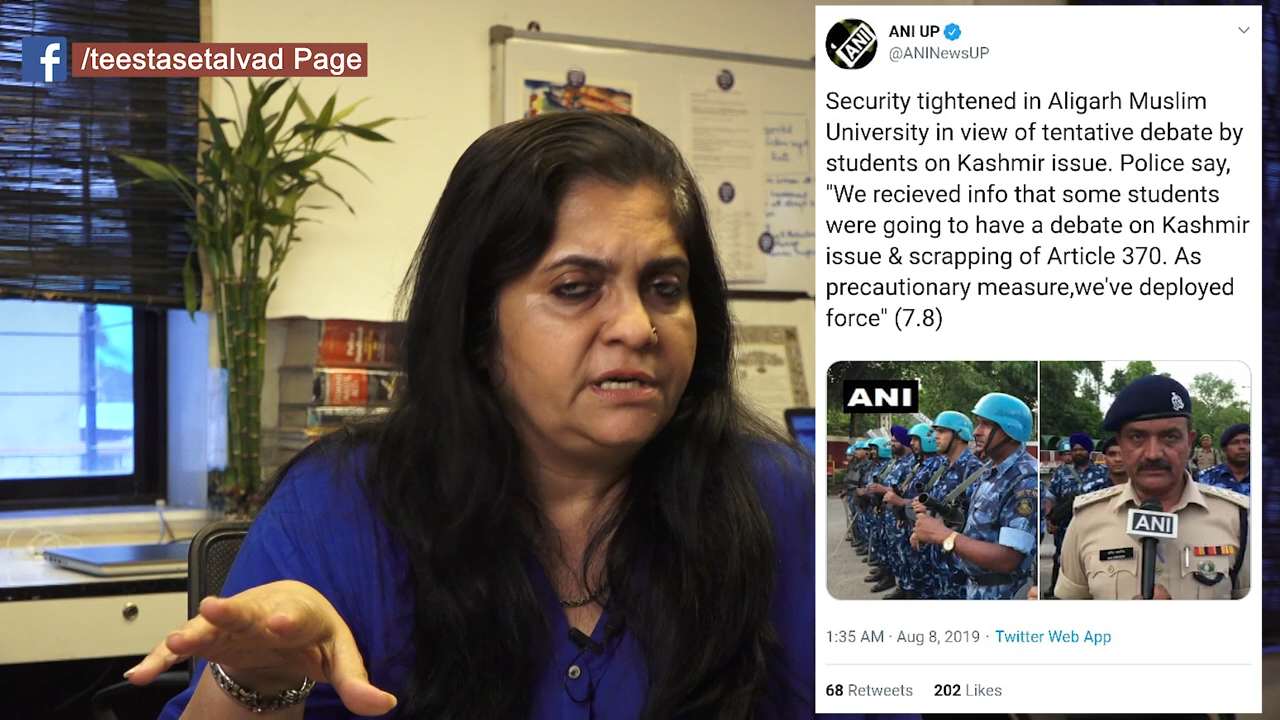 f /teestasetalvad Page
ANI
ANI UP
@ANINewsUP
Security tightened in Aligarh Muslim
University in view of tentative debate by
students on Kashmir issue. Police say,
"We recieved info that some students
were going to have a debate on Kashmir
issue & scrapping of Article 370. As
precautionary measure,we've deployed
force" (7.8)
ANI
ANI
1:35 AM · Aug 8, 2019 · Twitter Web App
68 Retweets 202 Likes